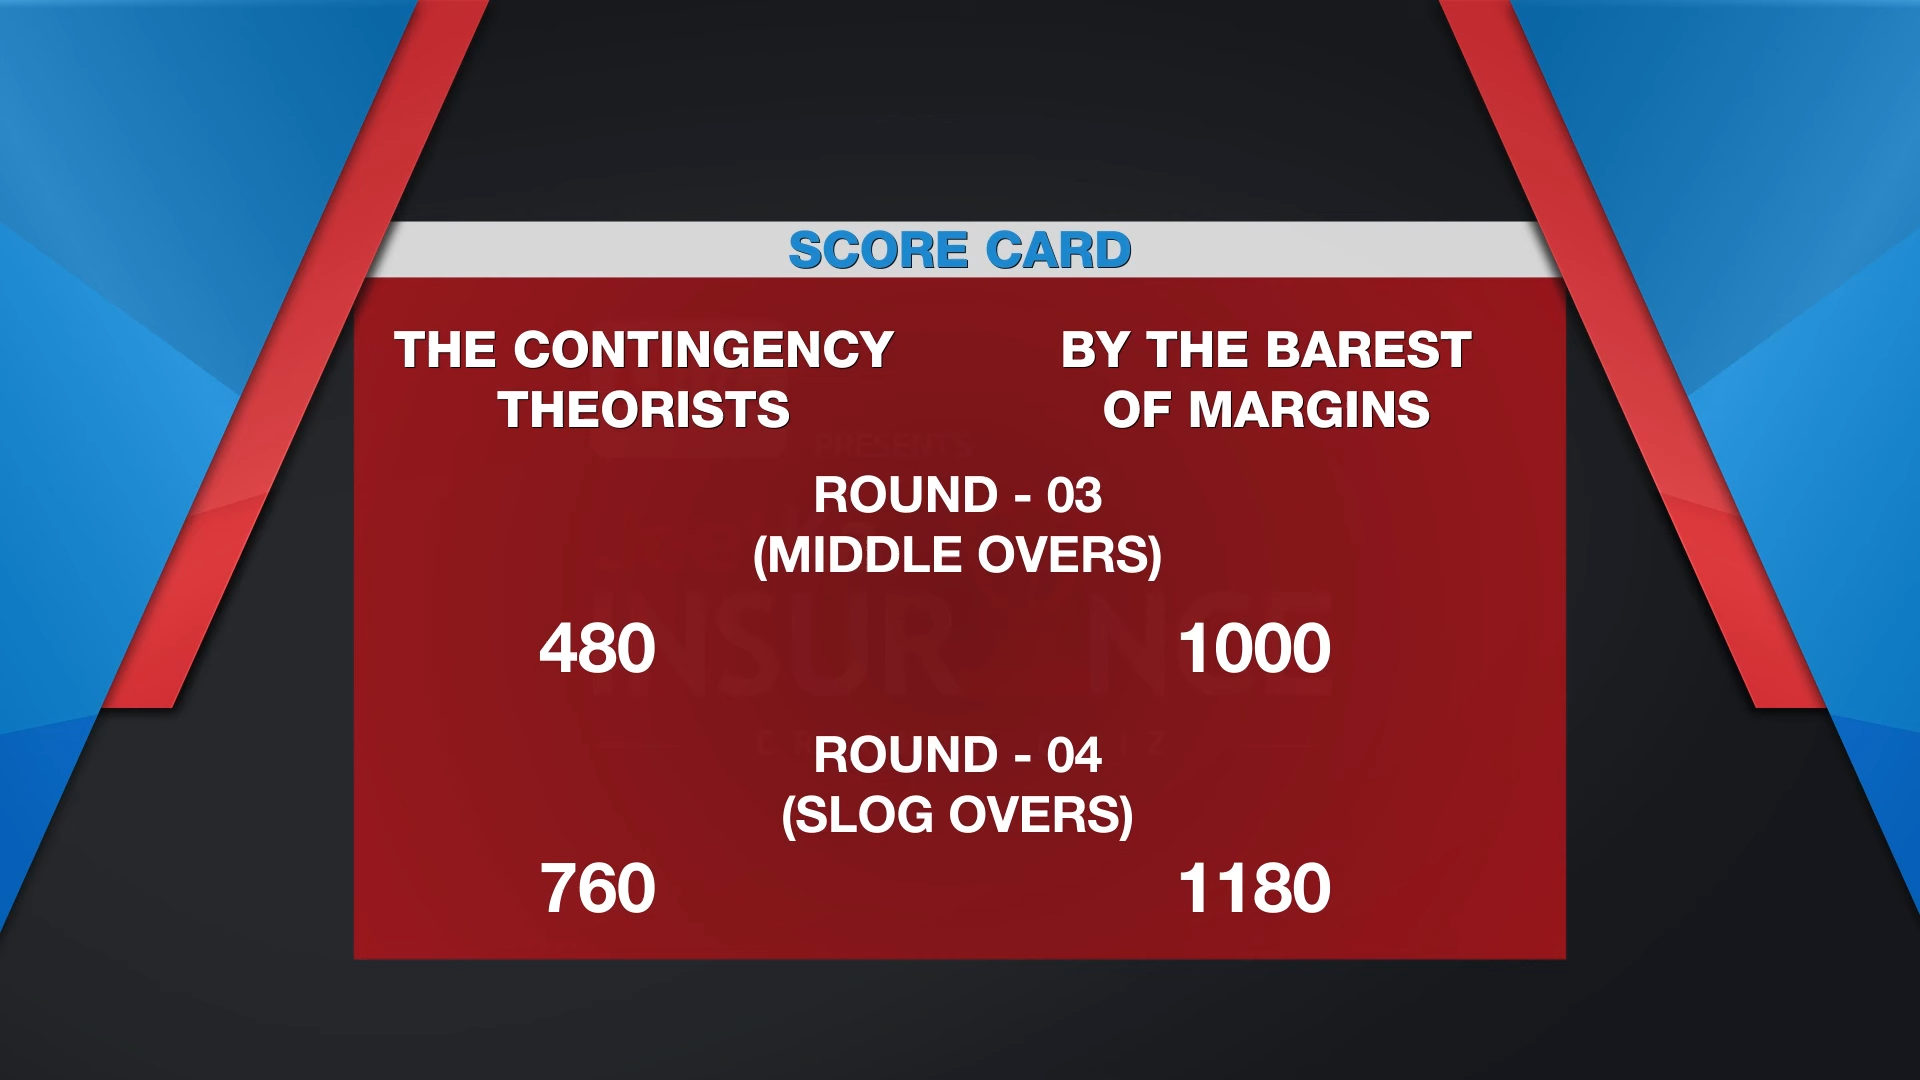 SCORE CARD
THE CONTINGENCY
THEORISTS
BY THE BAREST
OF MARGINS
ROUND - 03
(MIDDLE OVERS)
480
1000
ROUND - 04
(SLOG OVERS)
760
1180
PRESENTS